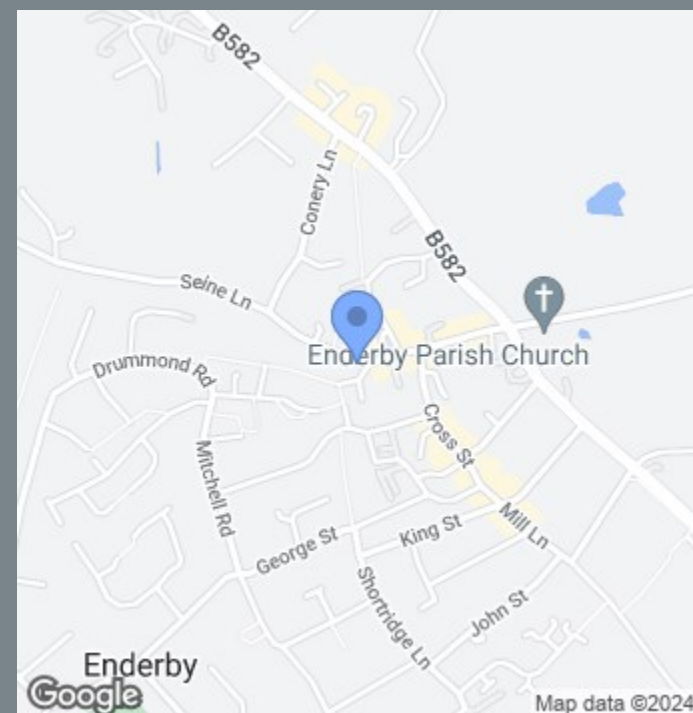 B582
Conery Ln
B582
Seine Ln
Enderby Parish Church
Drummond Rd
Cross St
Mitchell Rd
Mill Ln
King St
George St
John St
Shortridge Ln
Enderby
Google
Map data ©2024